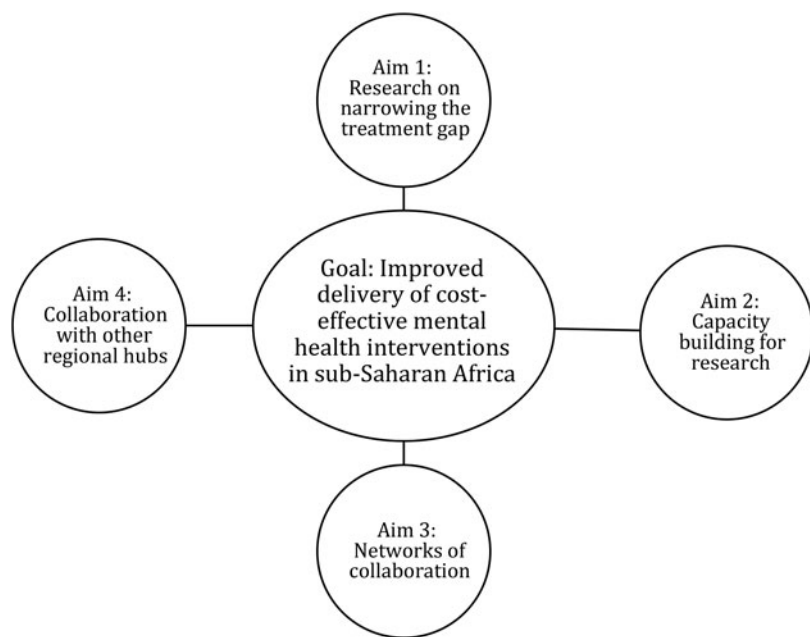 Aim 1:
Research on
narrowing the
treatment gap
Goal: Improved
delivery of cost-
effective mental
health interventions
in sub-Saharan Africa
Aim 4:
Collaboration
with other
regional hubs
Aim 2:
Capacity
building for
research
Aim 3:
Networks of
collaboration